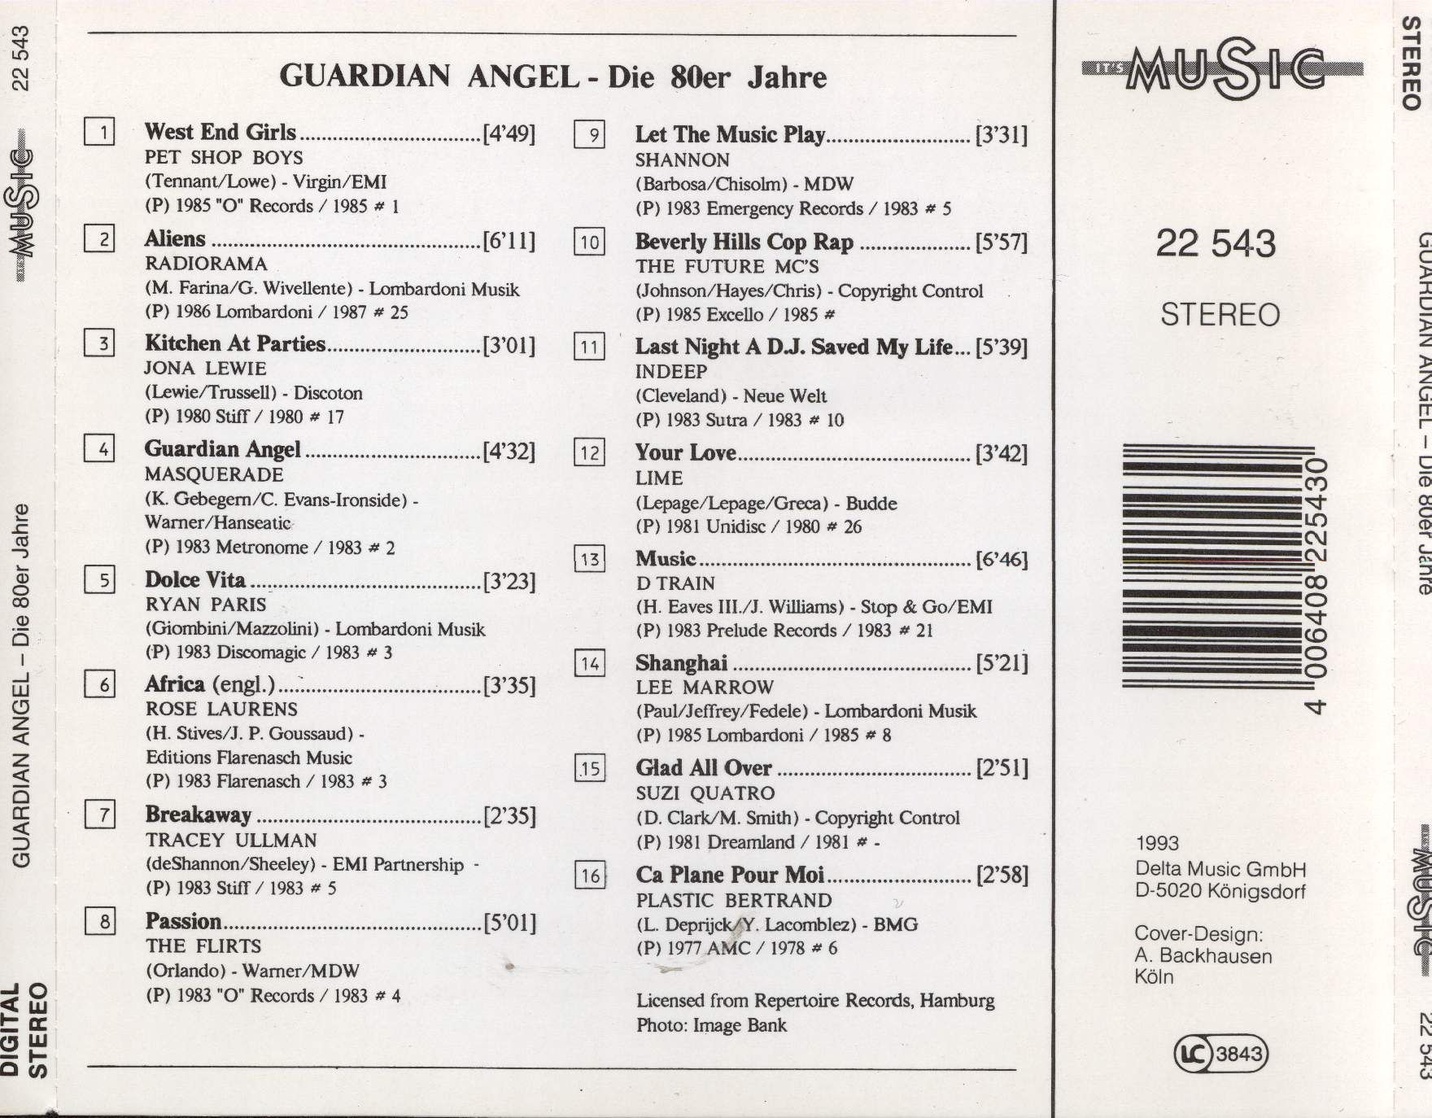 22 543
MUSIC
GUARDIAN ANGEL – Die 80er Jahre
DIGITAL
STEREO
GUARDIAN ANGEL - Die 80er Jahre
1 West End Girls ................................. [4'49]
PET SHOP BOYS
(Tennant/Lowe) - Virgin/EMI
(P) 1985 "O" Records / 1985 # 1
2 Aliens ................................................ [6'11]
RADIORAMA
(M. Farina/G. Wivellente) - Lombardoni Musik
(P) 1986 Lombardoni / 1987 # 25
3 Kitchen At Parties............................ [3'01]
JONA LEWIE
(Lewie/Trussell) - Discoton
(P) 1980 Stiff / 1980 # 17
4 Guardian Angel ................................ [4'32]
MASQUERADE
(K. Gebegern/C. Evans-Ironside) -
Warner/Hanseatic
(P) 1983 Metronome / 1983 # 2
5 Dolce Vita .......................................... [3'23]
RYAN PARIS
(Giombini/Mazzolini) - Lombardoni Musik
(P) 1983 Discomagic / 1983 # 3
6 Africa (engl.)..................................... [3'35]
ROSE LAURENS
(H. Stives/J. P. Goussaud) -
Editions Flarenasch Music
(P) 1983 Flarenasch / 1983 # 3
7 Breakaway ......................................... [2'35]
TRACEY ULLMAN
(deShannon/Sheeley) - EMI Partnership -
(P) 1983 Stiff / 1983 # 5
8 Passion............................................... [5'01]
THE FLIRTS
(Orlando) - Warner/MDW
(P) 1983 "O" Records / 1983 # 4
9 Let The Music Play.......................... [3'31]
SHANNON
(Barbosa/Chisolm) - MDW
(P) 1983 Emergency Records / 1983 # 5
10 Beverly Hills Cop Rap .................... [5'57]
THE FUTURE MC'S
(Johnson/Hayes/Chris) - Copyright Control
(P) 1985 Excello / 1985 #
11 Last Night A D.J. Saved My Life... [5'39]
INDEEP
(Cleveland) - Neue Welt
(P) 1983 Sutra / 1983 # 10
12 Your Love.......................................... [3'42]
LIME
(Lepage/Lepage/Greca) - Budde
(P) 1981 Unidisc / 1980 # 26
13 Music................................................. [6'46]
D TRAIN
(H. Eaves III./J. Williams) - Stop & Go/EMI
(P) 1983 Prelude Records / 1983 # 21
14 Shanghai ........................................... [5'21]
LEE MARROW
(Paul/Jeffrey/Fedele) - Lombardoni Musik
(P) 1985 Lombardoni / 1985 # 8
15 Glad All Over ................................... [2'51]
SUZI QUATRO
(D. Clark/M. Smith) - Copyright Control
(P) 1981 Dreamland / 1981 # -
16 Ca Plane Pour Moi.......................... [2'58]
PLASTIC BERTRAND
(L. Deprijck/Y. Lacomblez) - BMG
(P) 1977 AMC / 1978 # 6
Licensed from Repertoire Records, Hamburg
Photo: Image Bank
IT'S MUSIC
22 543
STEREO
4 006408 225430
1993
Delta Music GmbH
D-5020 Königsdorf
Cover-Design:
A. Backhausen
Köln
LC 3843
STEREO
GUARDIAN ANGEL – Die 80er Jahre
MUSIC
22 543